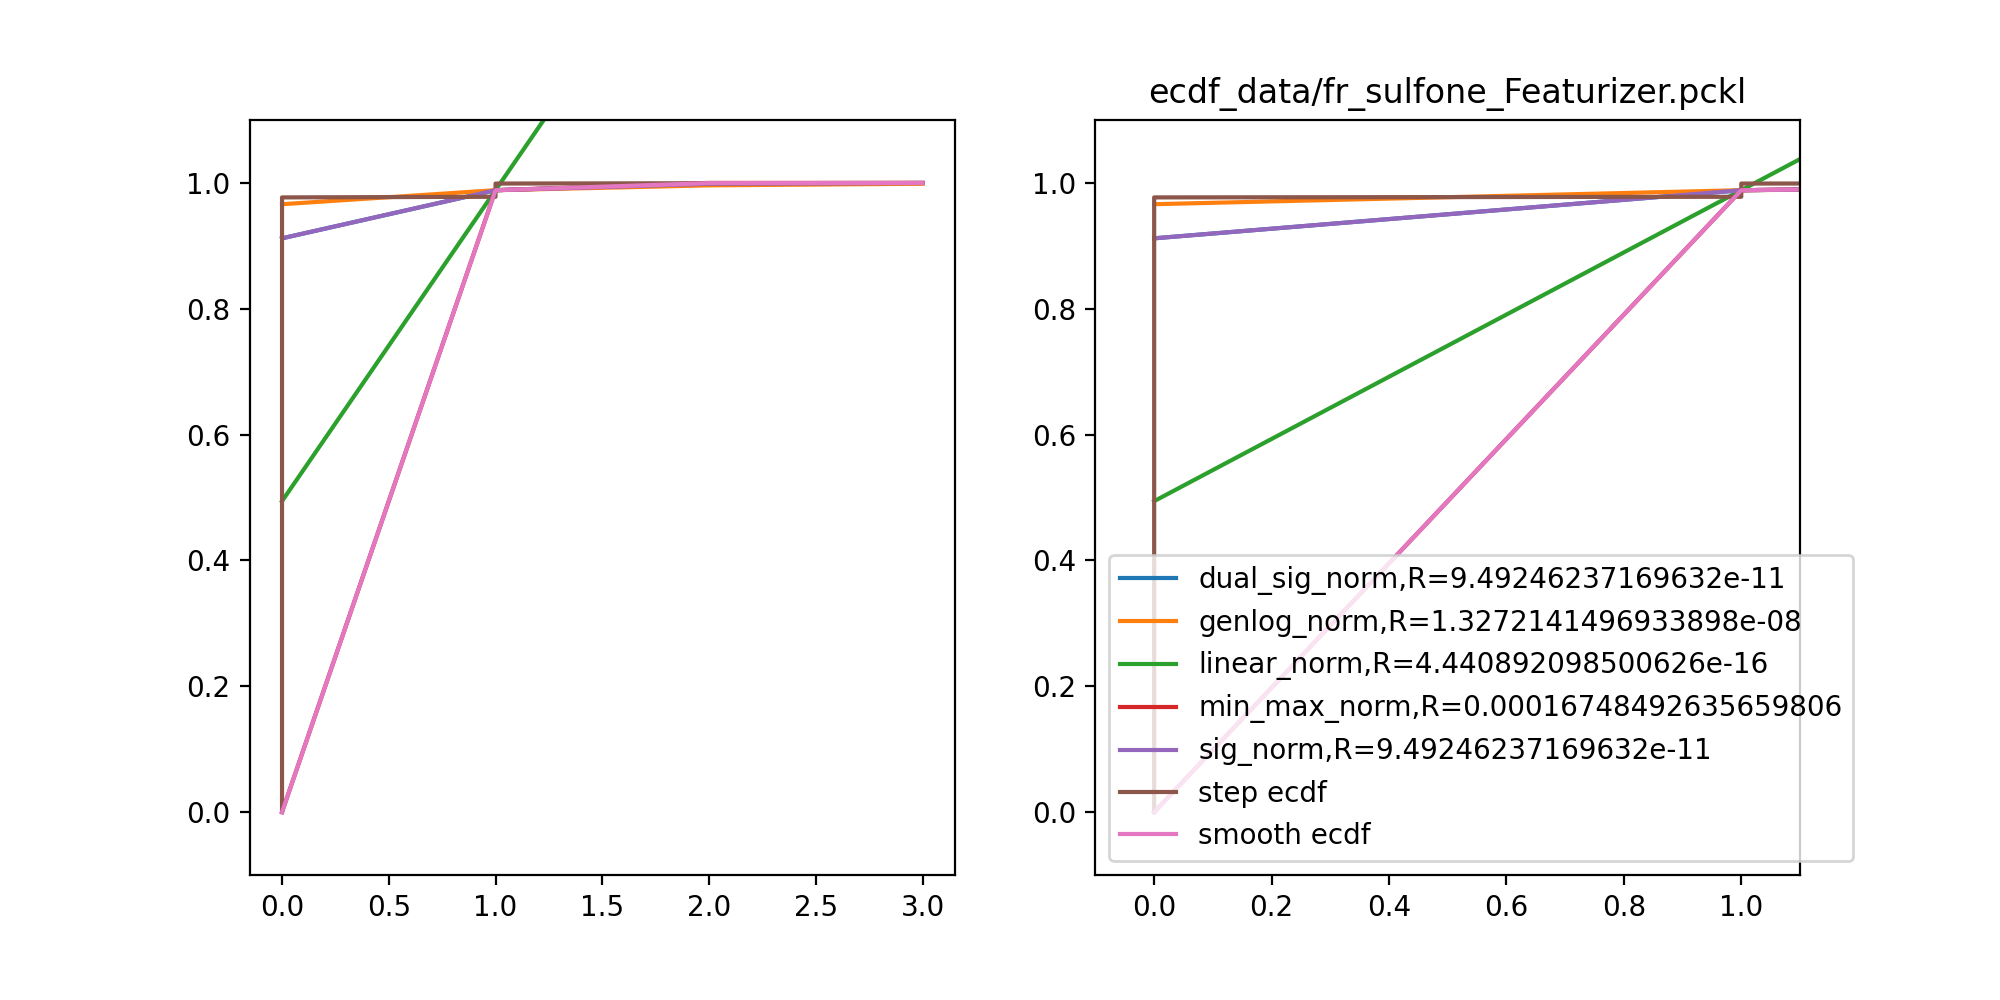 ecdf_data/fr_sulfone_Featurizer.pckl
1.0
0.8
0.6
0.4
0.2
0.0
0.0 0.5 1.0 1.5 2.0 2.5 3.0
1.0
0.8
0.6
0.4
0.2
0.0
0.0 0.2 0.4 0.6 0.8 1.0
dual_sig_norm,R=9.49246237169632e-11
genlog_norm,R=1.3272141496933898e-08
linear_norm,R=4.440892098500626e-16
min_max_norm,R=0.00016748492635659806
sig_norm,R=9.49246237169632e-11
step ecdf
smooth ecdf